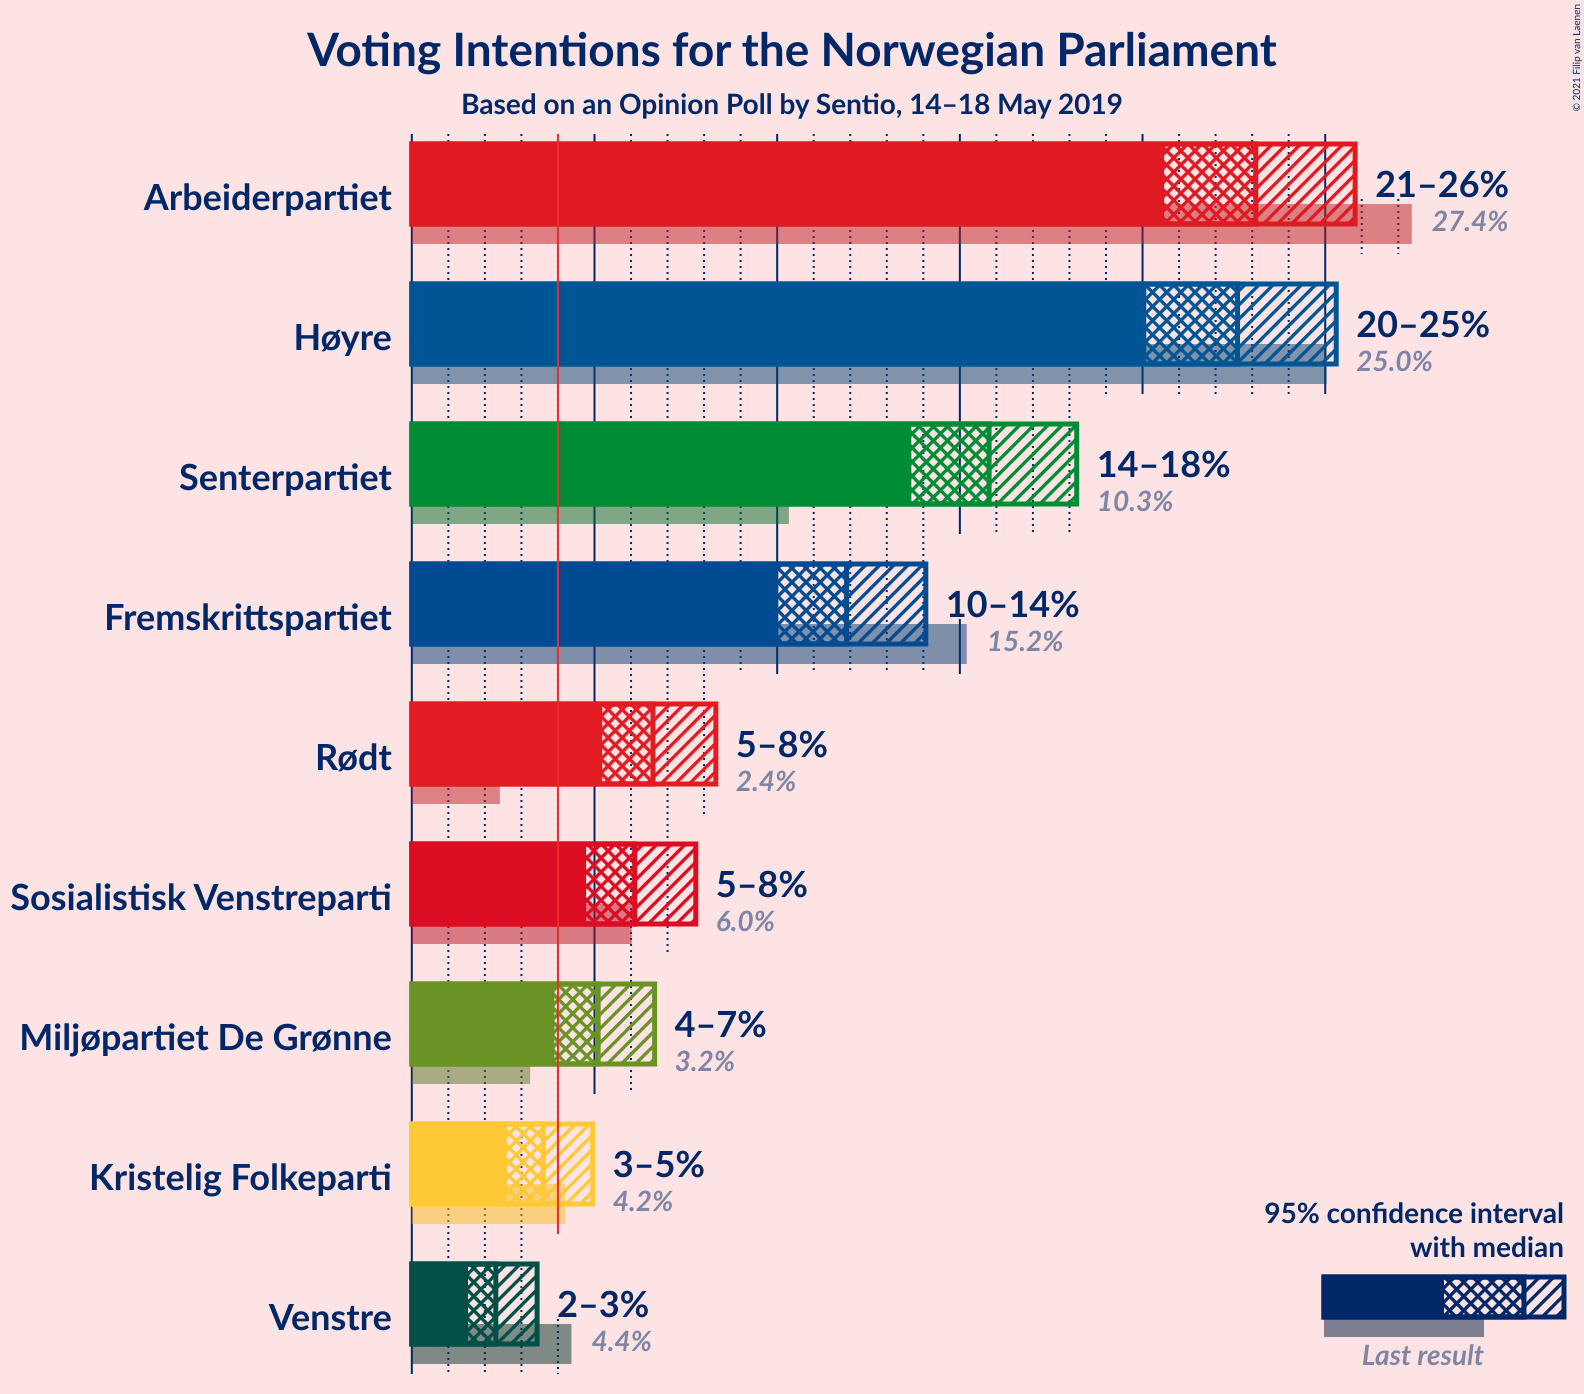 Voting Intentions for the Norwegian Parliament
Based on an Opinion Poll by Sentio, 14–18 May 2019
© 2021 Filip van Laenen
Arbeiderpartiet
21–26%
27.4%
Høyre
20–25%
25.0%
Senterpartiet
14–18%
10.3%
Fremskrittspartiet
10–14%
15.2%
Rødt
5–8%
2.4%
Sosialistisk Venstreparti
5–8%
6.0%
Miljøpartiet De Grønne
4–7%
3.2%
Kristelig Folkeparti
3–5%
4.2%
Venstre
2–3%
4.4%
95% confidence interval
with median
Last result